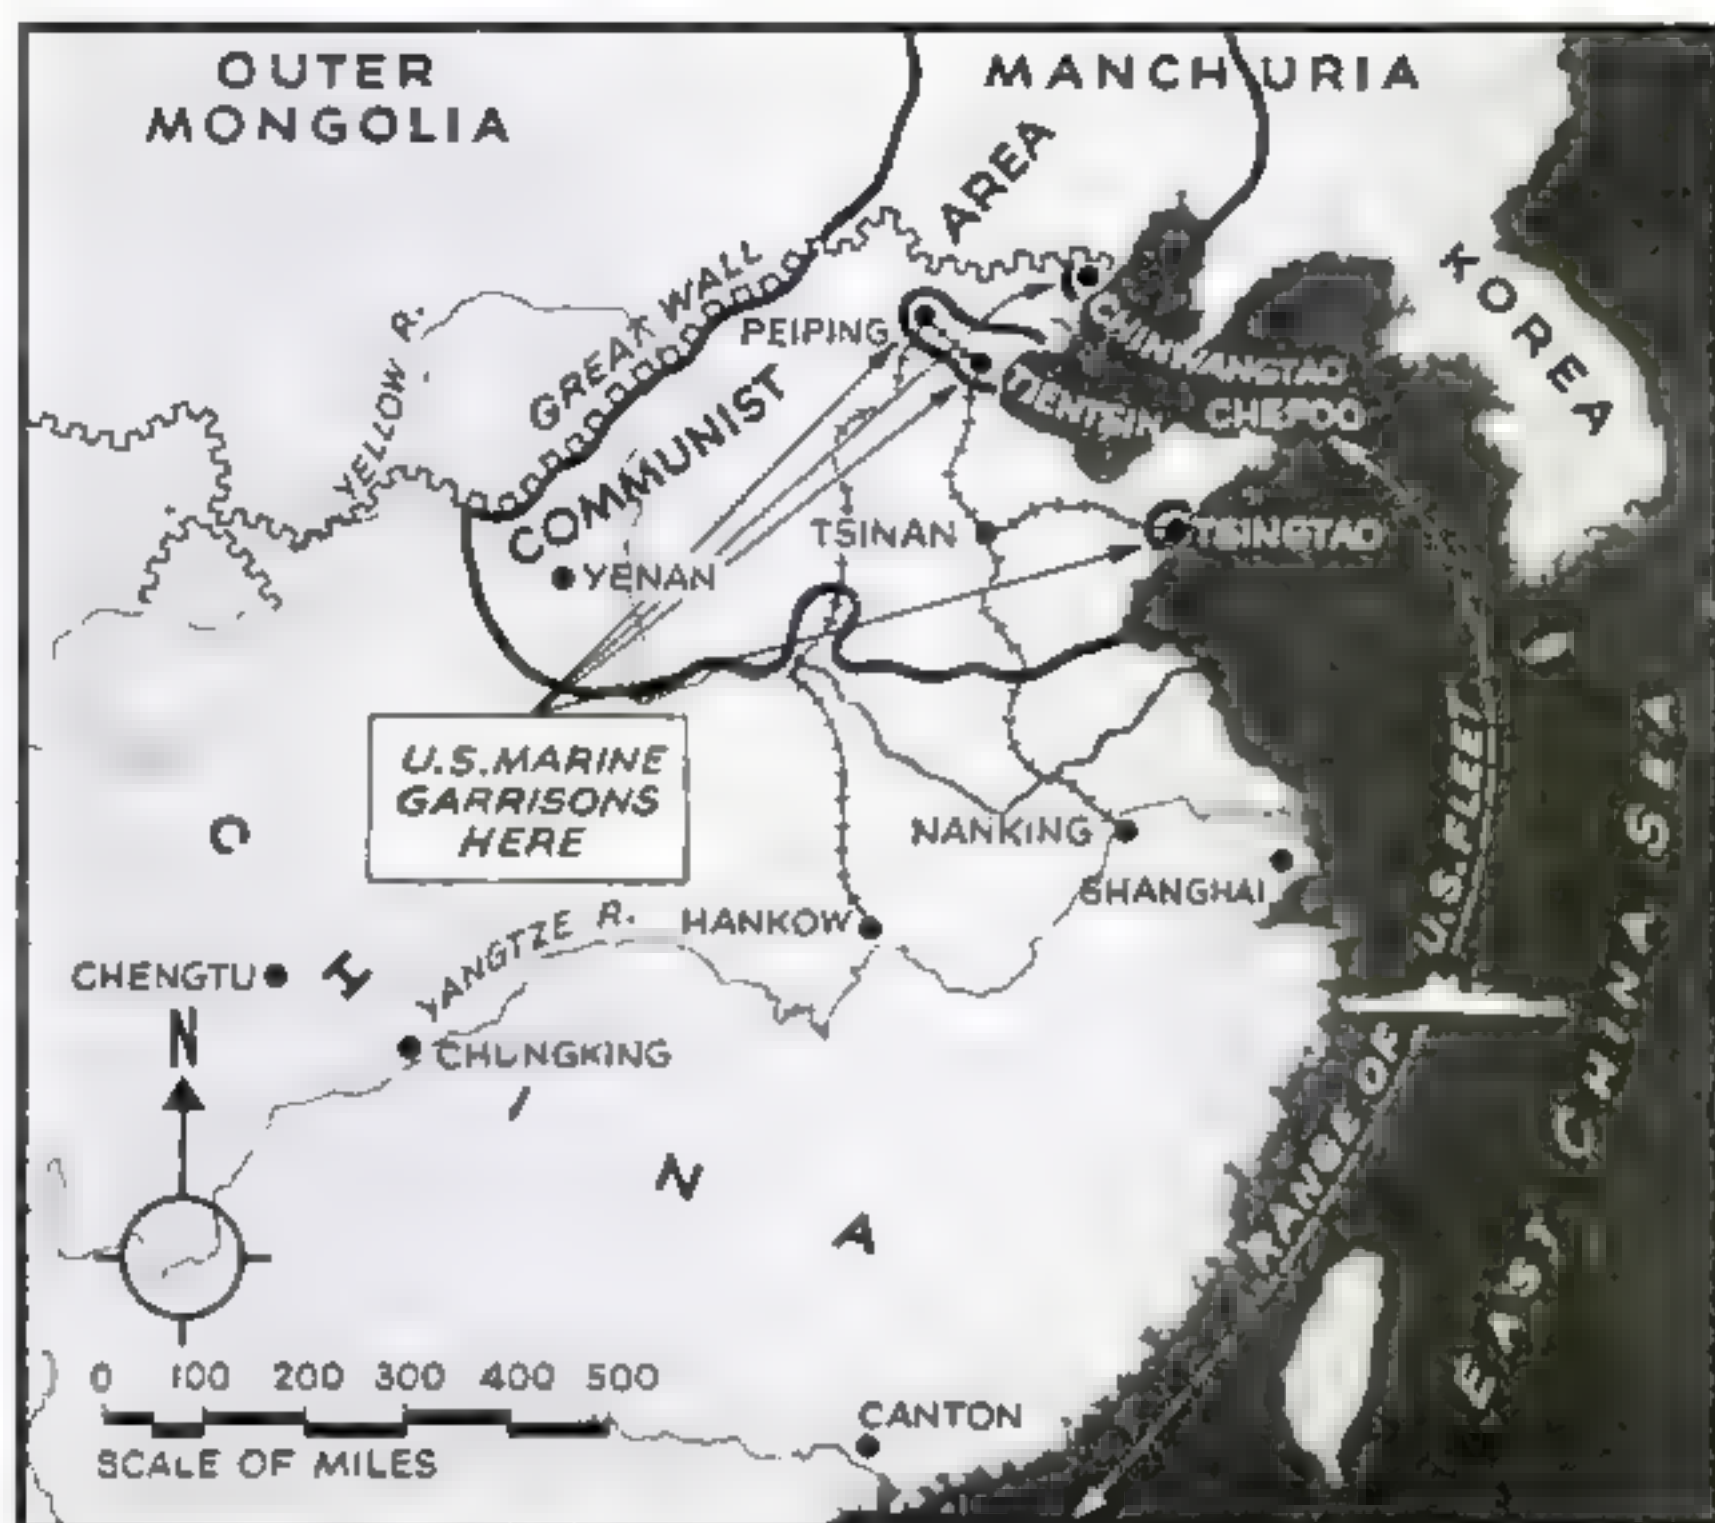 OUTER
MONGOLIA
MANCHURIA
AREA
KOREA
GREAT WALL
YELLOW R.
PEIPING
CHINWANGTAO
TIENTSIN
CHEFOO
COMMUNIST
TSINAN
TSINGTAO
YENAN
U.S. MARINE
GARRISONS
HERE
NANKING
SHANGHAI
HANKOW
YANGTZE R.
CHENGTU
CHUNGKING
CHINA
N
RANGE OF U.S. FLEET
EAST CHINA SEA
0 100 200 300 400 500
SCALE OF MILES
CANTON